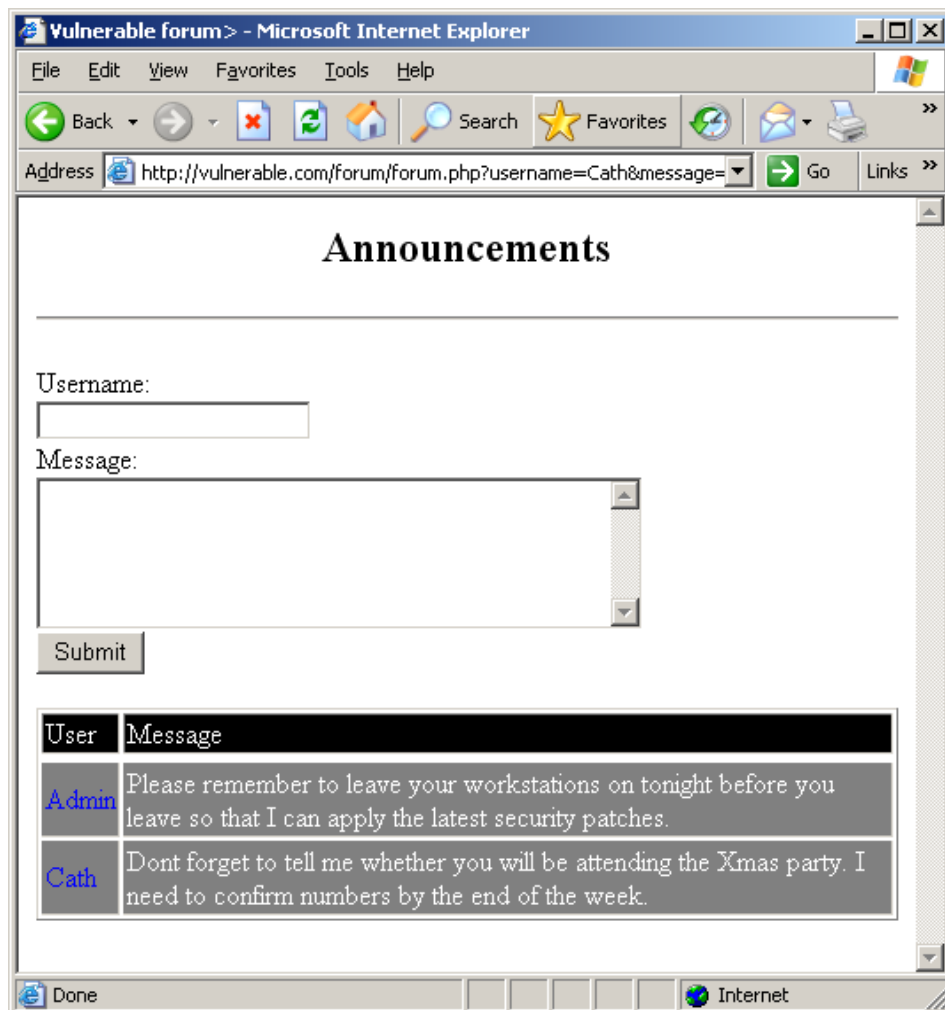 Vulnerable forum> - Microsoft Internet Explorer
File Edit View Favorites Tools Help
Back Search Favorites »
Address http://vulnerable.com/forum/forum.php?username=Cath&message= Go Links »
Announcements
Username:
Message:
Submit
User Message
Admin Please remember to leave your workstations on tonight before you
leave so that I can apply the latest security patches.
Cath Dont forget to tell me whether you will be attending the Xmas party. I
need to confirm numbers by the end of the week.
Done Internet